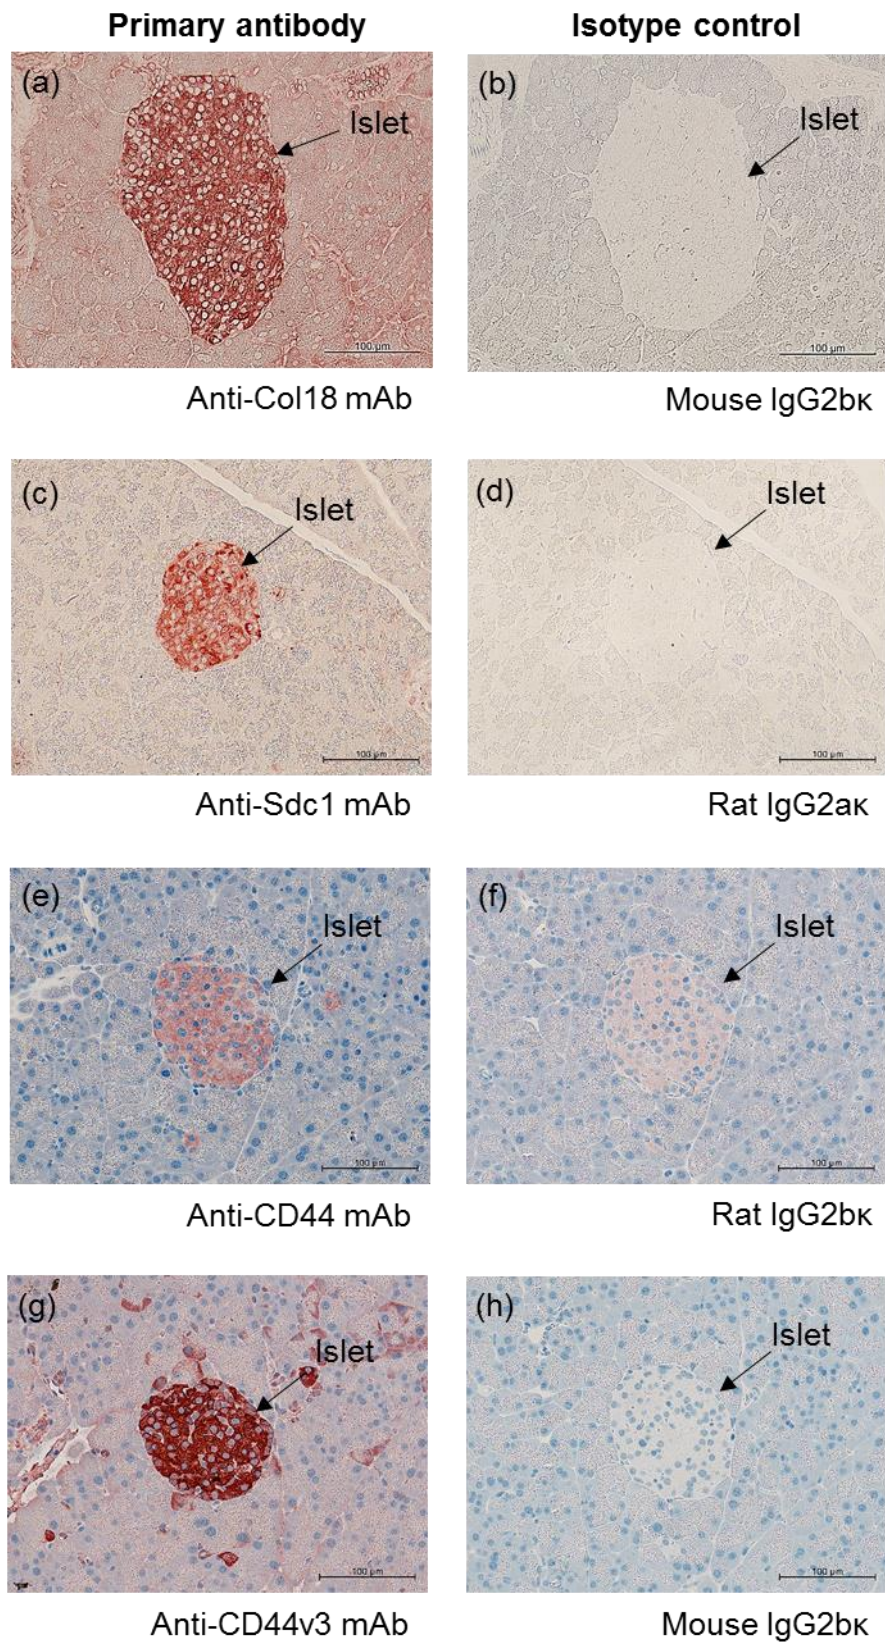 Primary antibody
Isotype control
(a)
Islet
100 µm
(b)
Islet
100 µm
Anti-Col18 mAb
Mouse IgG2bκ
(c)
Islet
100 µm
(d)
Islet
100 µm
Anti-Sdc1 mAb
Rat IgG2aκ
(e)
Islet
100 µm
(f)
Islet
100 µm
Anti-CD44 mAb
Rat IgG2bκ
(g)
Islet
100 µm
(h)
Islet
100 µm
Anti-CD44v3 mAb
Mouse IgG2bκ